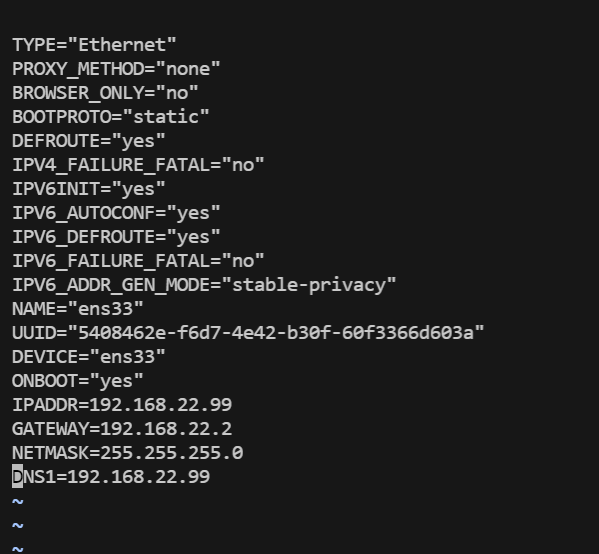 TYPE="Ethernet"
PROXY_METHOD="none"
BROWSER_ONLY="no"
BOOTPROTO="static"
DEFROUTE="yes"
IPV4_FAILURE_FATAL="no"
IPV6INIT="yes"
IPV6_AUTOCONF="yes"
IPV6_DEFROUTE="yes"
IPV6_FAILURE_FATAL="no"
IPV6_ADDR_GEN_MODE="stable-privacy"
NAME="ens33"
UUID="5408462e-f6d7-4e42-b30f-60f3366d603a"
DEVICE="ens33"
ONBOOT="yes"
IPADDR=192.168.22.99
GATEWAY=192.168.22.2
NETMASK=255.255.255.0
DNS1=192.168.22.99
~
~
~